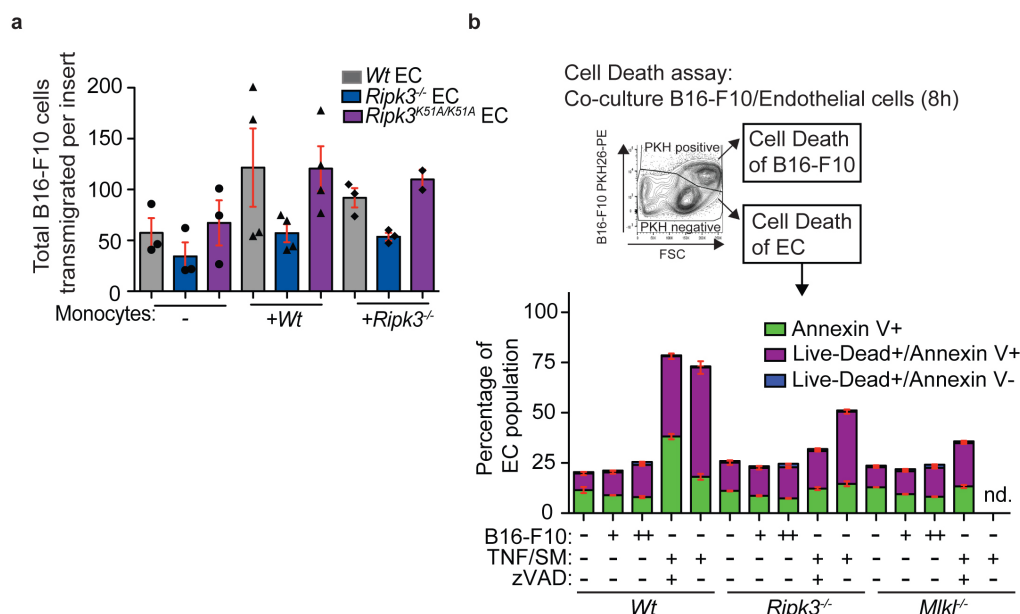 a
Total B16-F10 cells
transmigrated per insert
200
150
100
50
0
Wt EC
Ripk3-/- EC
Ripk3K51A/K51A EC
Monocytes: - +Wt +Ripk3-/-
b
Cell Death assay:
Co-culture B16-F10/Endothelial cells (8h)
B16-F10 PKH26-PE
PKH positive
PKH negative
FSC
Cell Death
of B16-F10
Cell Death
of EC
Percentage of
EC population
100
75
50
25
0
Annexin V+
Live-Dead+/Annexin V+
Live-Dead+/Annexin V-
nd.
B16-F10: - + ++ - - - + ++ - - - + ++ - -
TNF/SM: - - - + + - - - + + - - - + +
zVAD: - - - + - - - - + - - - - + -
Wt Ripk3-/- Mlkl-/-